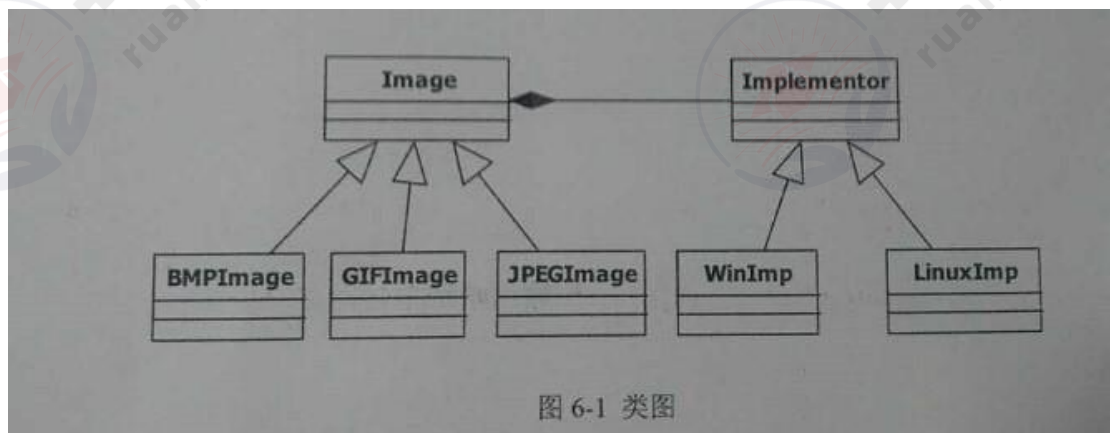 Image
Implementor
BMPImage
GIFImage
JPEGImage
WinImp
LinuxImp
图 6-1 类图